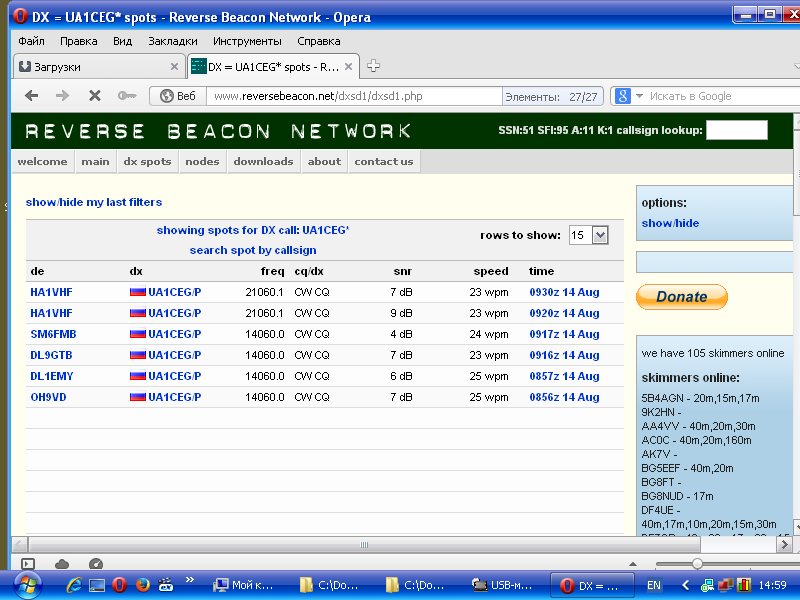 DX = UA1CEG* spots - Reverse Beacon Network - Opera
Файл Правка Вид Закладки Инструменты Справка
Загрузки DX = UA1CEG* spots - R...
Веб www.reversebeacon.net/dxsd1/dxsd1.php Элементы: 27/27 Искать в Google
REVERSE BEACON NETWORK SSN:51 SFI:95 A:11 K:1 callsign lookup:
welcome main dx spots nodes downloads about contact us
show/hide my last filters
showing spots for DX call: UA1CEG*
search spot by callsign
rows to show: 15
de dx freq cq/dx snr speed time
HA1VHF UA1CEG/P 21060.1 CW CQ 7 dB 23 wpm 0930z 14 Aug
HA1VHF UA1CEG/P 21060.1 CW CQ 9 dB 23 wpm 0920z 14 Aug
SM6FMB UA1CEG/P 14060.0 CW CQ 4 dB 24 wpm 0917z 14 Aug
DL9GTB UA1CEG/P 14060.0 CW CQ 7 dB 23 wpm 0916z 14 Aug
DL1EMY UA1CEG/P 14060.0 CW CQ 6 dB 25 wpm 0857z 14 Aug
OH9VD UA1CEG/P 14060.0 CW CQ 7 dB 25 wpm 0856z 14 Aug
options:
show/hide
Donate
we have 105 skimmers online
skimmers online:
5B4AGN - 20m,15m,17m
9K2HN -
AA4VV - 40m,20m,30m
AC0C - 40m,20m,160m
AK7V -
BG5EEF - 40m,20m
BG8FT -
BG8NUD - 17m
DF4UE -
40m,17m,10m,20m,15m,30m
Мой к... C:\Do... C:\Do... USB-м... DX = ... EN 14:59